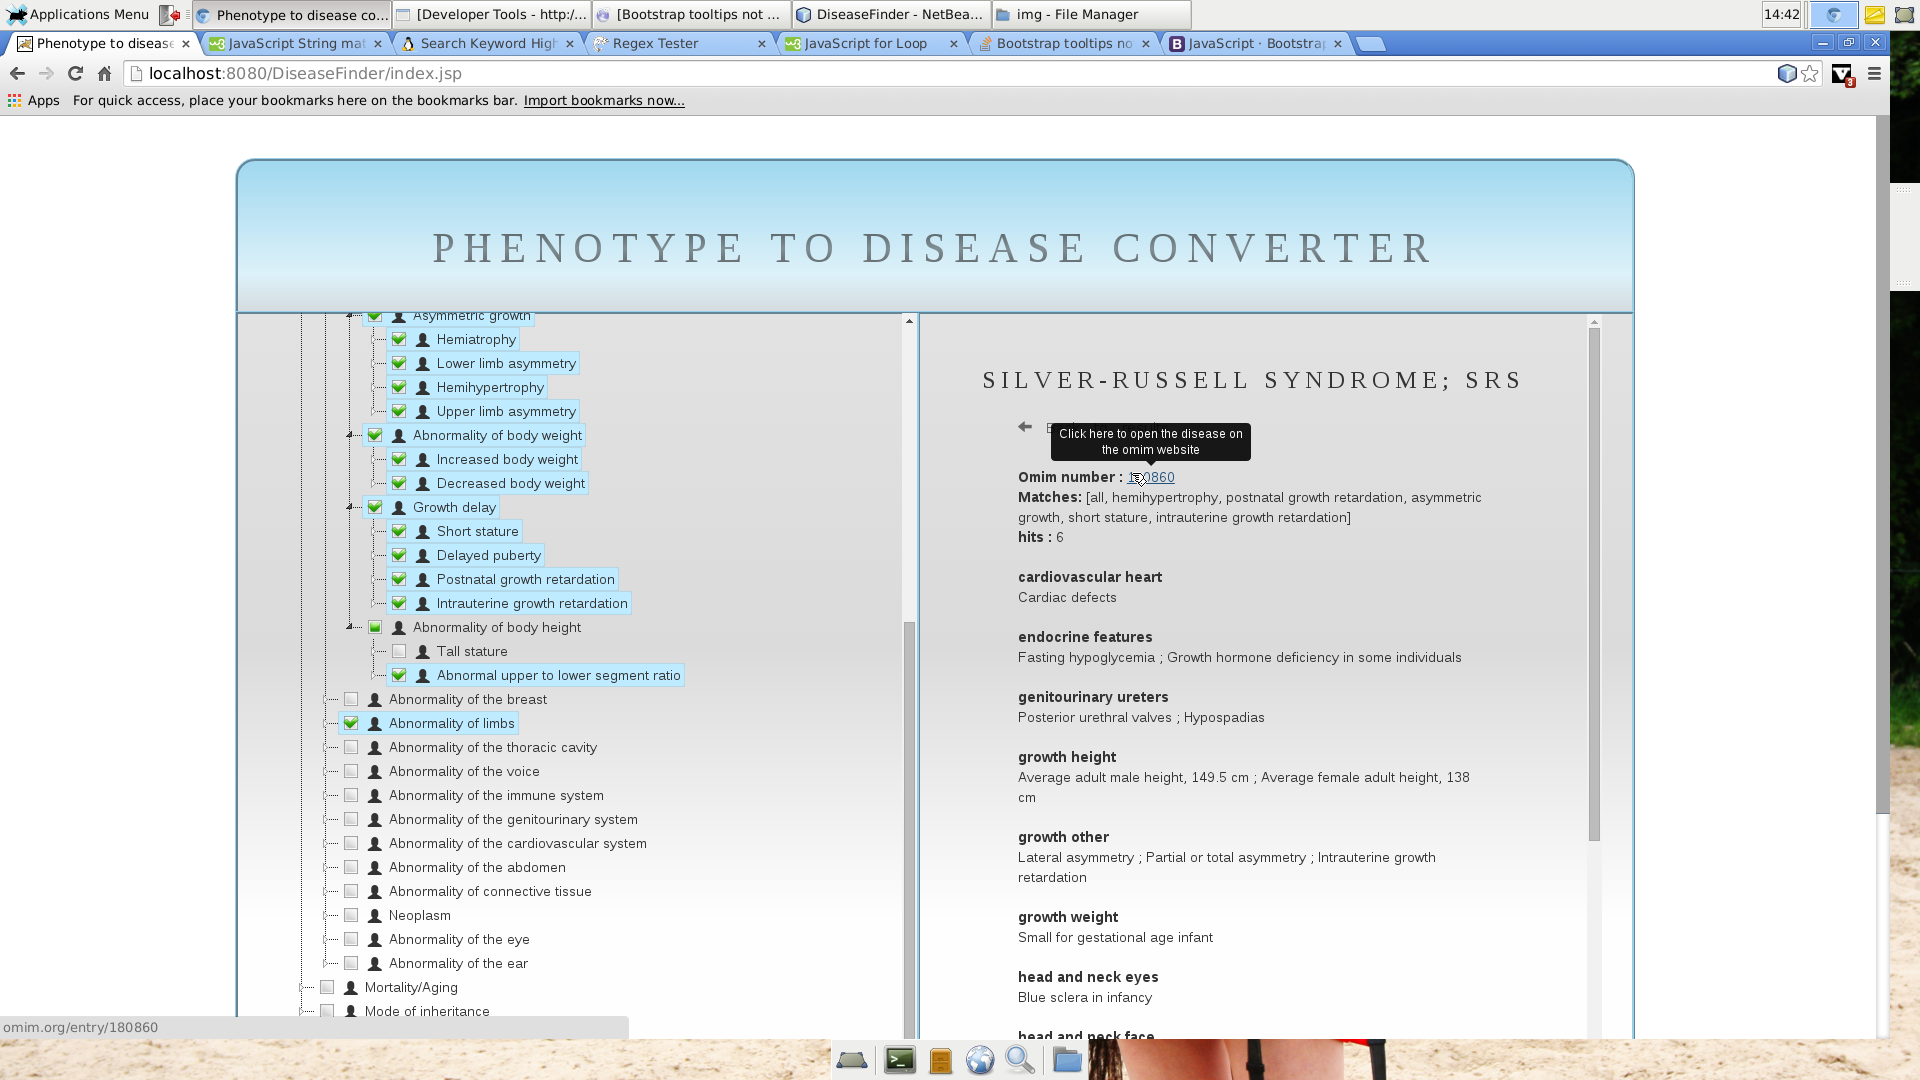 Applications Menu
Phenotype to disease co...
[Developer Tools - http:/...
[Bootstrap tooltips not ...
DiseaseFinder - NetBea...
img - File Manager
14:42
Phenotype to disease
JavaScript String mat
Search Keyword High
Regex Tester
JavaScript for Loop
Bootstrap tooltips no
JavaScript · Bootstrap
localhost:8080/DiseaseFinder/index.jsp
3
Apps
For quick access, place your bookmarks here on the bookmarks bar. Import bookmarks now...
PHENOTYPE TO DISEASE CONVERTER
Asymmetric growth
Hemiatrophy
Lower limb asymmetry
Hemihypertrophy
Upper limb asymmetry
Abnormality of body weight
Increased body weight
Decreased body weight
Growth delay
Short stature
Delayed puberty
Postnatal growth retardation
Intrauterine growth retardation
Abnormality of body height
Tall stature
Abnormal upper to lower segment ratio
Abnormality of the breast
Abnormality of limbs
Abnormality of the thoracic cavity
Abnormality of the voice
Abnormality of the immune system
Abnormality of the genitourinary system
Abnormality of the cardiovascular system
Abnormality of the abdomen
Abnormality of connective tissue
Neoplasm
Abnormality of the eye
Abnormality of the ear
Mortality/Aging
Mode of inheritance
omim.org/entry/180860
SILVER-RUSSELL SYNDROME; SRS
Click here to open the disease on
the omim website
Omim number : 180860
Matches: [all, hemihypertrophy, postnatal growth retardation, asymmetric
growth, short stature, intrauterine growth retardation]
hits : 6
cardiovascular heart
Cardiac defects
endocrine features
Fasting hypoglycemia ; Growth hormone deficiency in some individuals
genitourinary ureters
Posterior urethral valves ; Hypospadias
growth height
Average adult male height, 149.5 cm ; Average female adult height, 138
cm
growth other
Lateral asymmetry ; Partial or total asymmetry ; Intrauterine growth
retardation
growth weight
Small for gestational age infant
head and neck eyes
Blue sclera in infancy
head and neck face